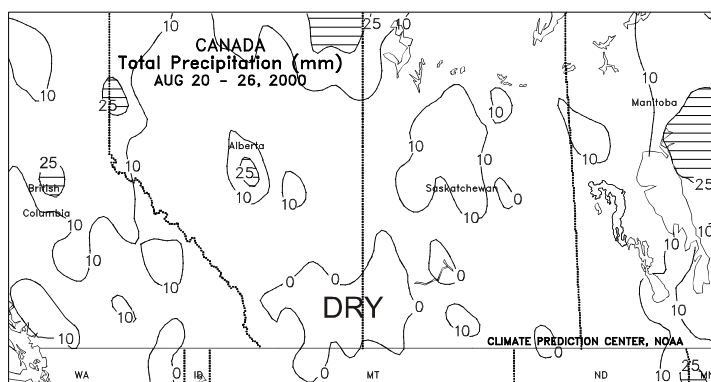 25 10
10
CANADA
Total Precipitation (mm)
AUG 20 - 26, 2000
10
10
Manitoba
25
10
10
Alberta
10
10
25
10
25
25
British
10
10
Saskatchewan
10
0
Columbia
10
10
10
10
10
0
0
0
10
DRY
0
10
10
10
10
CLIMATE PREDICTION CENTER, NOAA
0
WA
0
ID
0
MT
ND
10
25
MN